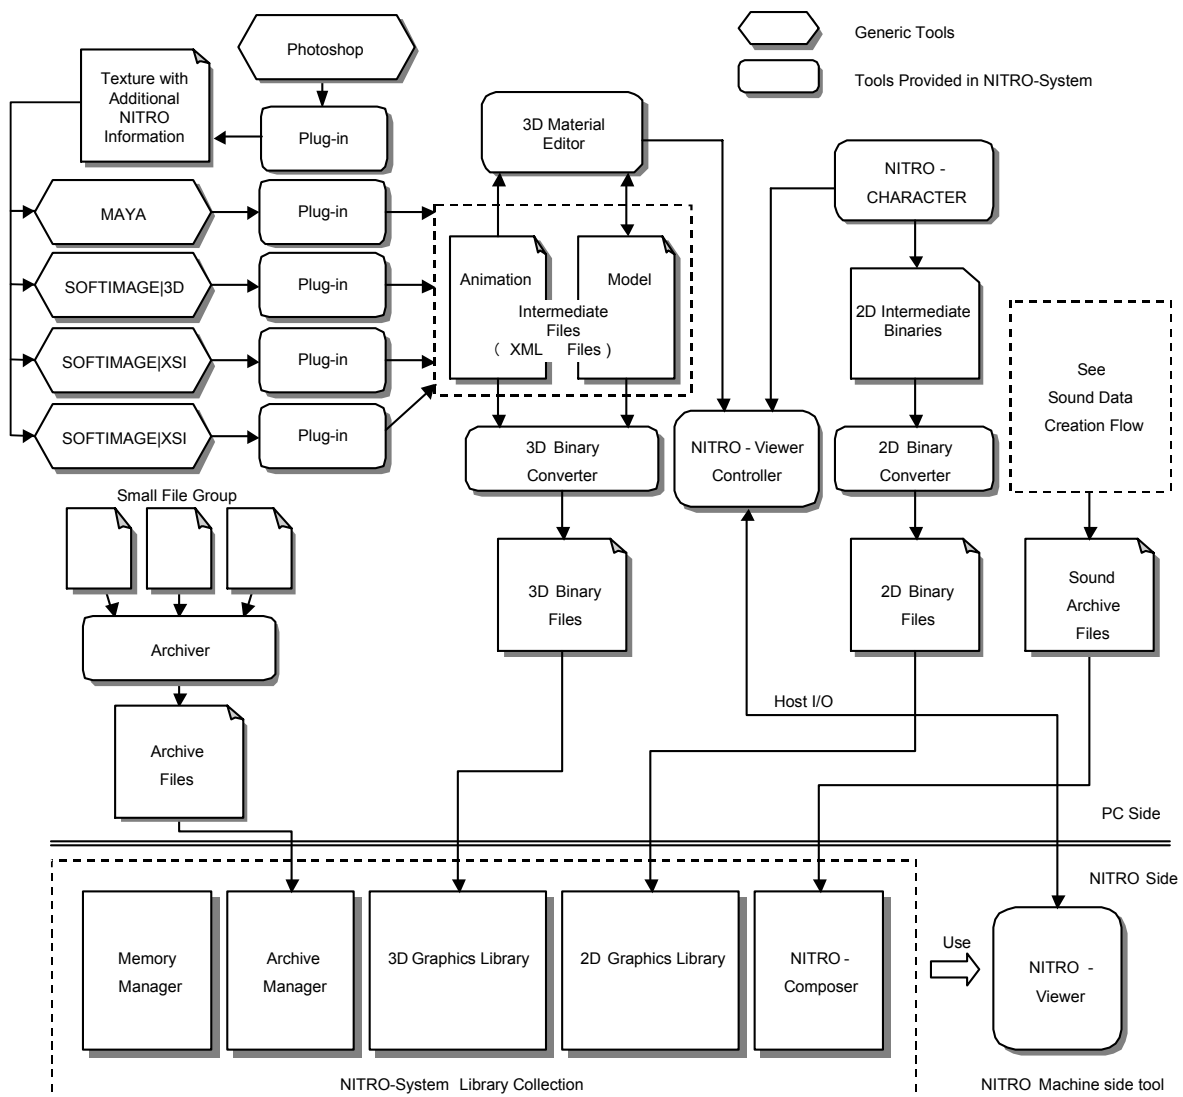 Photoshop
Generic Tools
Tools Provided in NITRO-System
Texture with
Additional
NITRO
Information
Plug-in
3D Material
Editor
NITRO -
CHARACTER
MAYA
Plug-in
SOFTIMAGE|3D
Plug-in
SOFTIMAGE|XSI
Plug-in
SOFTIMAGE|XSI
Plug-in
Animation
Model
Intermediate
Files
( XML Files )
2D Intermediate
Binaries
See
Sound Data
Creation Flow
3D Binary
Converter
NITRO - Viewer
Controller
2D Binary
Converter
Small File Group
Archiver
3D Binary
Files
2D Binary
Files
Sound
Archive
Files
Archive
Files
Host I/O
PC Side
NITRO Side
Memory
Manager
Archive
Manager
3D Graphics Library
2D Graphics Library
NITRO -
Composer
Use
NITRO -
Viewer
NITRO-System Library Collection
NITRO Machine side tool